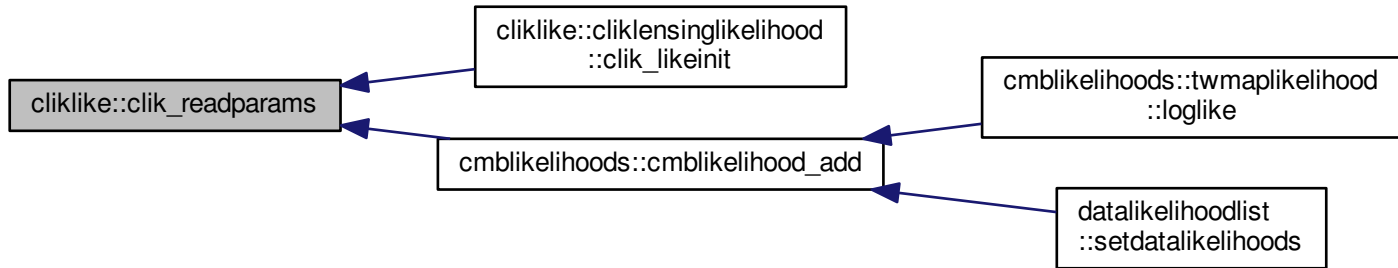 cliklike::clik_readparams
cliklike::cliklensinglikelihood
::clik_likeinit
cmblikelihoods::cmblikelihood_add
cmblikelihoods::twmaplikelihood
::loglike
datalikelihoodlist
::setdatalikelihoods